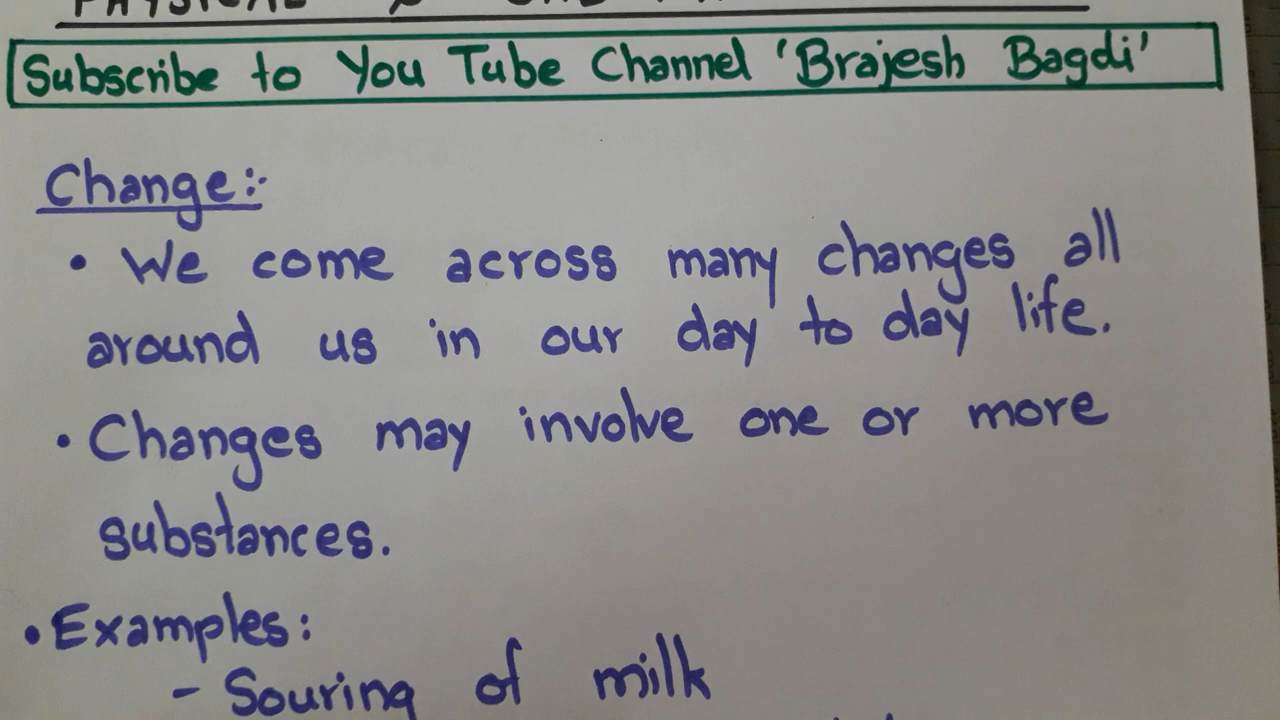 PHYSICAL
Subscribe to You Tube Channel 'Brajesh Bagdi'
Change:-
• We come across many changes all
around us in our day to day life.
• Changes may involve one or more
substances.
• Examples:
- Souring of milk